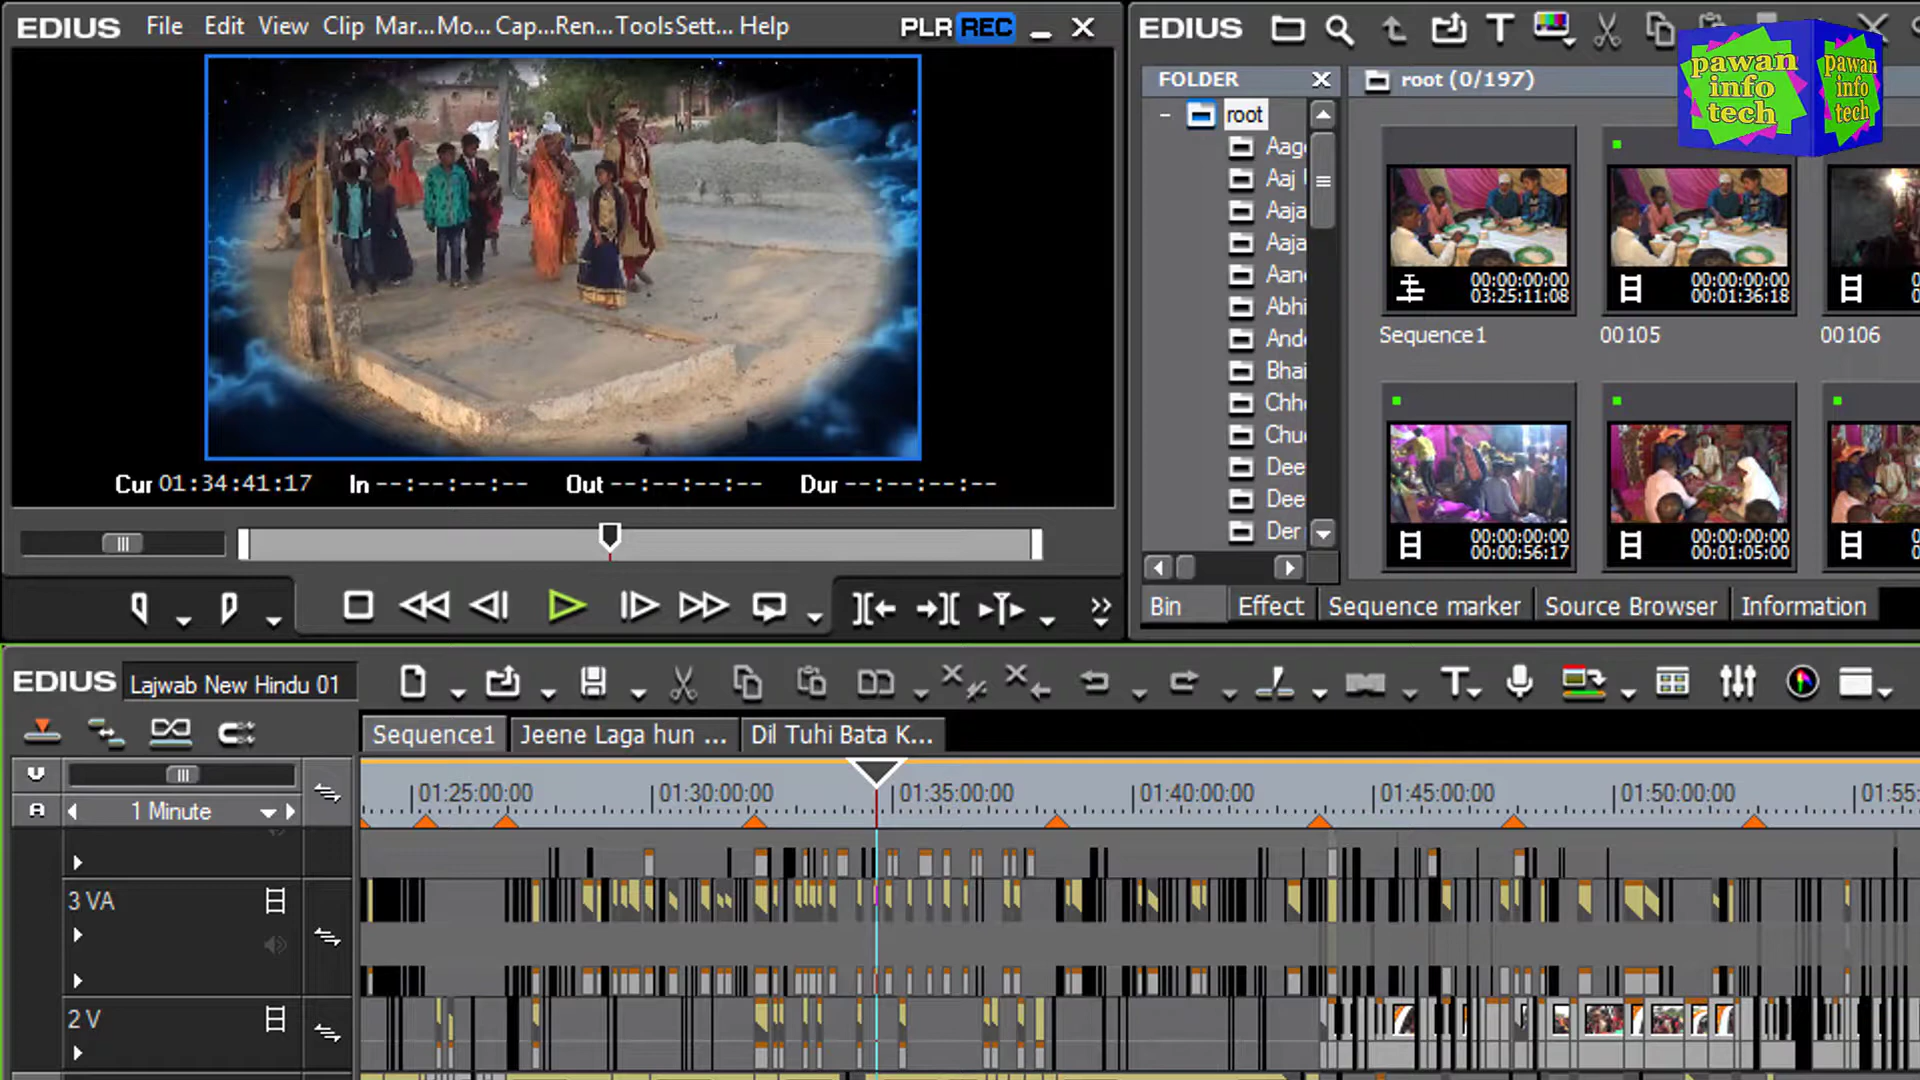 EDIUS File Edit View Clip Mar... Mo... Cap... Ren... Tools Sett... Help PLR REC
Cur 01:34:41:17 In --:--:--:-- Out --:--:--:-- Dur --:--:--:--
EDIUS T
pawan
info
tech
pawan
info
tech
FOLDER
root
Aag
Aaj
Aaja
Aaja
Aan
Abhi
And
Bhai
Chh
Chu
Dee
Dee
Der
root (0/197)
00:00:00:00
03:25:11:08
Sequence1
00:00:00:00
00:01:36:18
00105
00106
00:00:00:00
00:00:56:17
00:00:00:00
00:01:05:00
Bin Effect Sequence marker Source Browser Information
EDIUS Lajwab New Hindu 01
Sequence1 Jeene Laga hun ... Dil Tuhi Bata K...
V
A 1 Minute
01:25:00:00 01:30:00:00 01:35:00:00 01:40:00:00 01:45:00:00 01:50:00:00 01:55:
3 VA
2 V